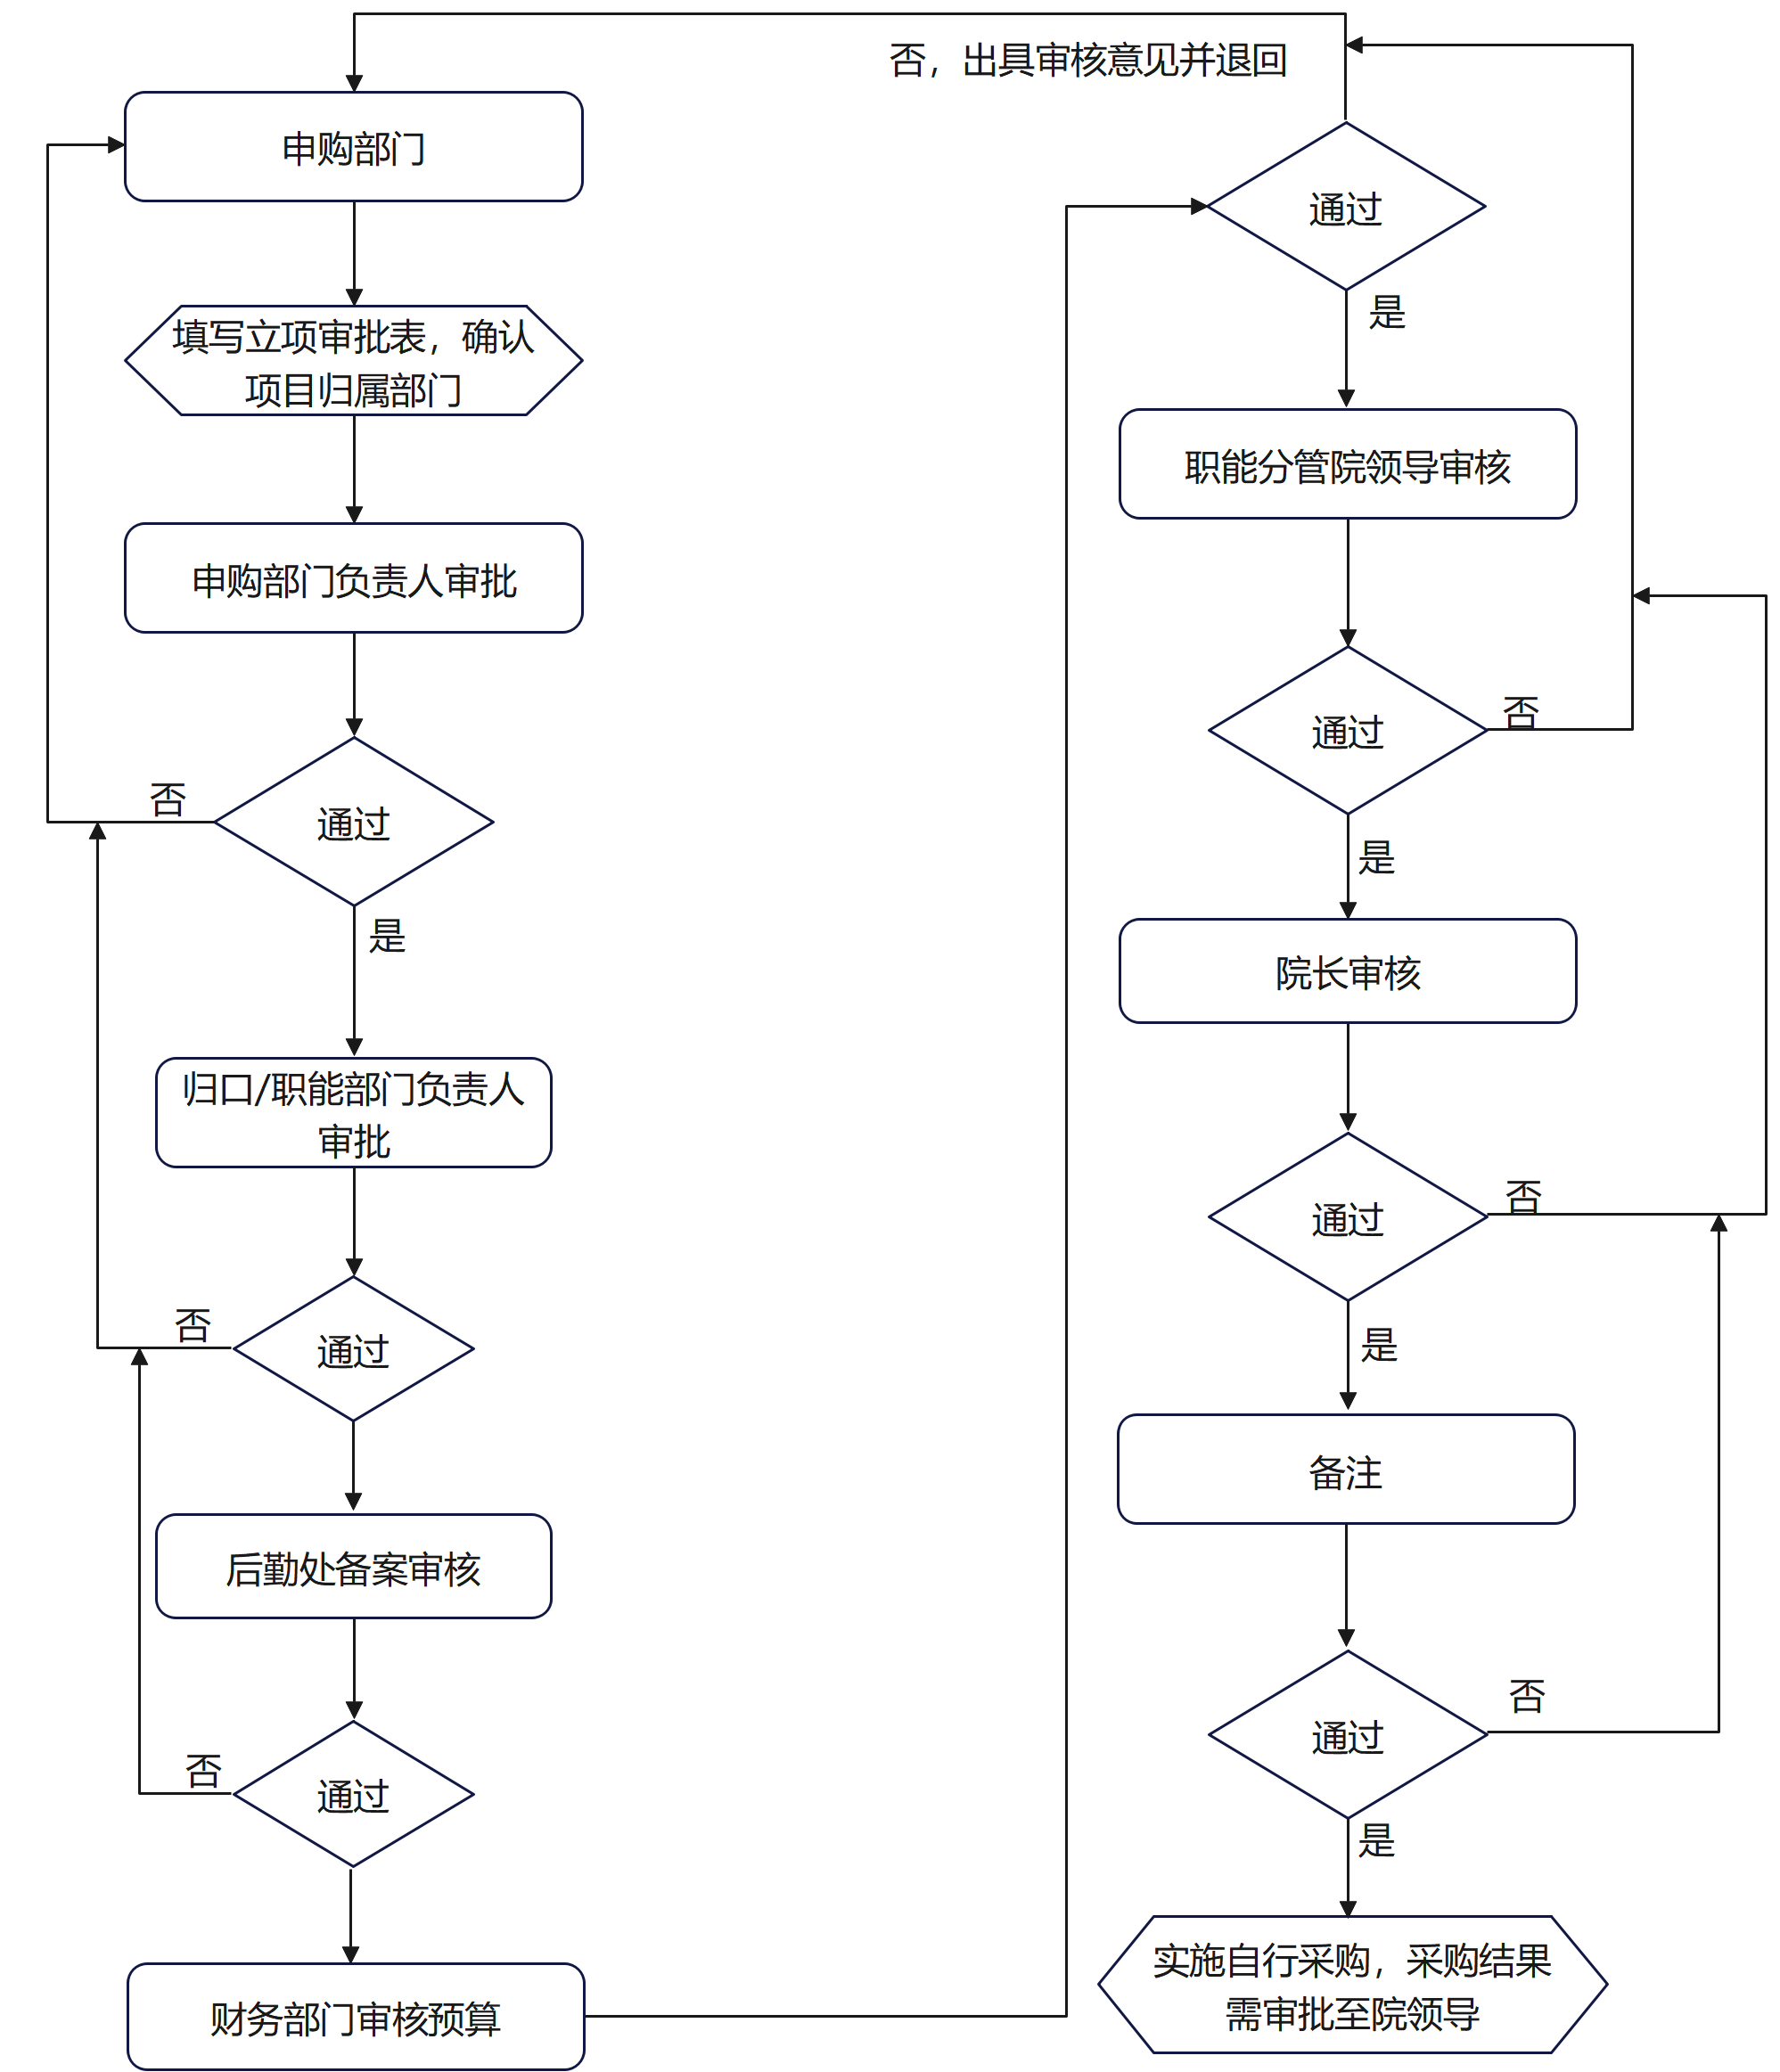 申购部门
填写立项审批表，确认
项目归属部门
申购部门负责人审批
通过
否
是
归口/职能部门负责人
审批
通过
否
后勤处备案审核
通过
否
财务部门审核预算
否，出具审核意见并退回
通过
是
职能分管院领导审核
通过
否
是
院长审核
通过
否
是
备注
通过
否
是
实施自行采购，采购结果
需审批至院领导